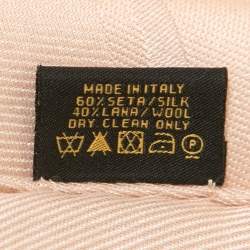 MADE IN ITALY
60% SETA/SILK
40% LANA/WOOL
DRY CLEAN ONLY
P